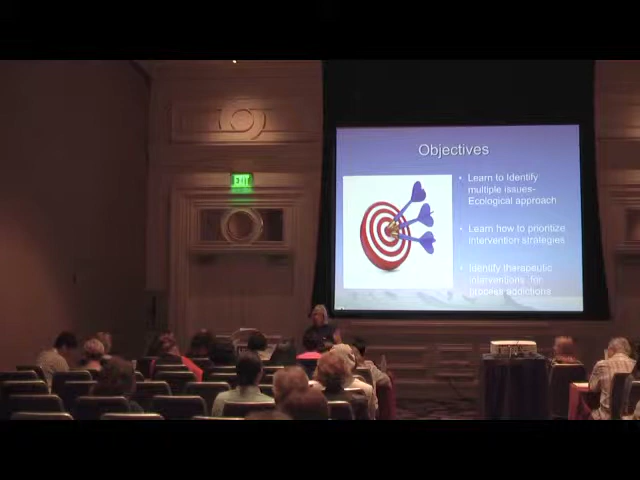 EXIT
Objectives
• Learn to Identify
multiple issues-
Ecological approach
• Learn how to prioritize
intervention strategies
• Identify therapeutic
interventions for
process addictions